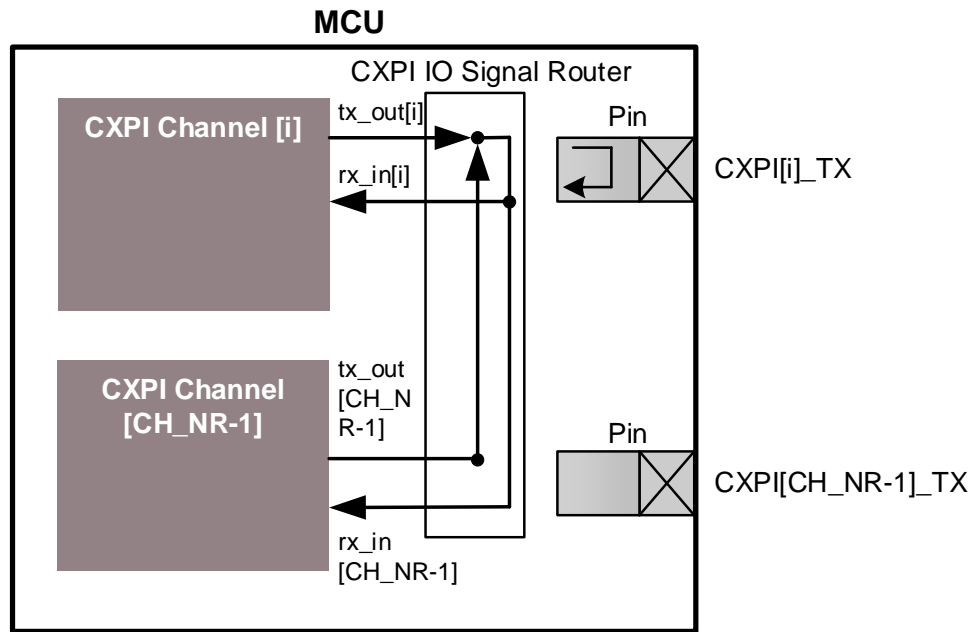 MCU
CXPI IO Signal Router
CXPI Channel [i]
tx_out[i]
rx_in[i]
Pin
CXPI[i]_TX
CXPI Channel
[CH_NR-1]
tx_out
[CH_N
R-1]
rx_in
[CH_NR-1]
Pin
CXPI[CH_NR-1]_TX